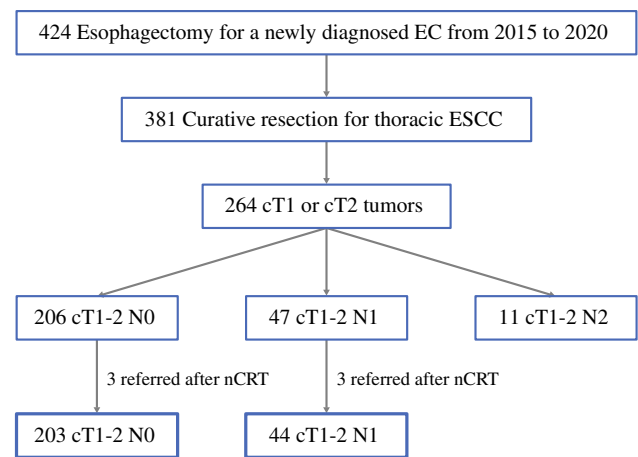 424 Esophagectomy for a newly diagnosed EC from 2015 to 2020
381 Curative resection for thoracic ESCC
264 cT1 or cT2 tumors
206 cT1-2 N0
47 cT1-2 N1
11 cT1-2 N2
3 referred after nCRT
3 referred after nCRT
203 cT1-2 N0
44 cT1-2 N1